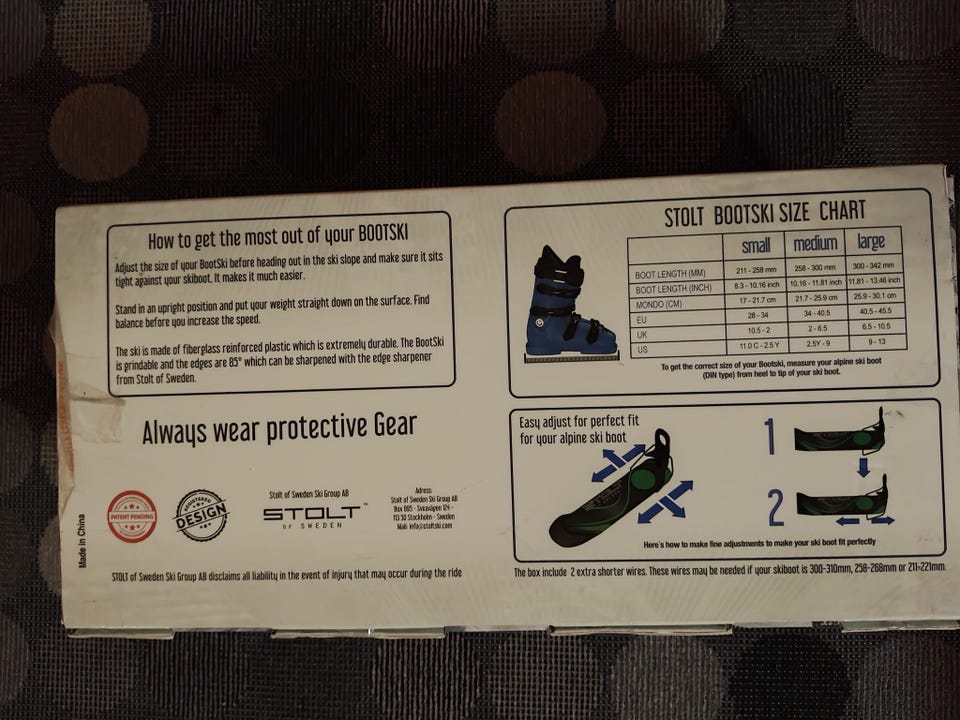 How to get the most out of your BOOTSKI
Adjust the size of your BootSki before heading out in the ski slope and make sure it sits
tight against your skiboot. It makes it much easier.
Stand in an upright position and put your weight straight down on the surface. Find
balance before you increase the speed.
The ski is made of fiberglass reinforced plastic which is extremely durable. The BootSki
is grindable and the edges are 85° which can be sharpened with the edge sharpener
from Stolt of Sweden.
Always wear protective Gear
Made in China
PATENT PENDING
REGISTERED
DESIGN
Stolt of Sweden Ski Group AB
STOLT™
OF SWEDEN
Adress:
Stolt of Sweden Ski Group AB
Box 695 - Sveavägen 124 -
113 50 Stockholm - Sweden
Mail: info@stoltski.com
STOLT of Sweden Ski Group AB disclaims all liability in the event of injury that may occur during the ride
STOLT BOOTSKI SIZE CHART
small medium large
BOOT LENGTH (MM) 211 - 258 mm 258 - 300 mm 300 - 342 mm
BOOT LENGTH (INCH) 8.3 - 10.16 inch 10.16 - 11.81 inch 11.81 - 13.46 inch
MONDO (CM) 17 - 21.7 cm 21.7 - 25.9 cm 25.9 - 30.1 cm
EU 28 - 34 34 - 40.5 40.5 - 45.5
UK 10.5 - 2 2 - 6.5 6.5 - 10.5
US 11.0 C - 2.5 Y 2.5Y - 9 9 - 13
To get the correct size of your Bootski, measure your alpine ski boot
(DIN type) from heel to tip of your ski boot.
Easy adjust for perfect fit
for your alpine ski boot
1
2
Here's how to make fine adjustments to make your ski boot fit perfectly
The box include 2 extra shorter wires. These wires may be needed if your skiboot is 300-310mm, 258-268mm or 211-221mm.